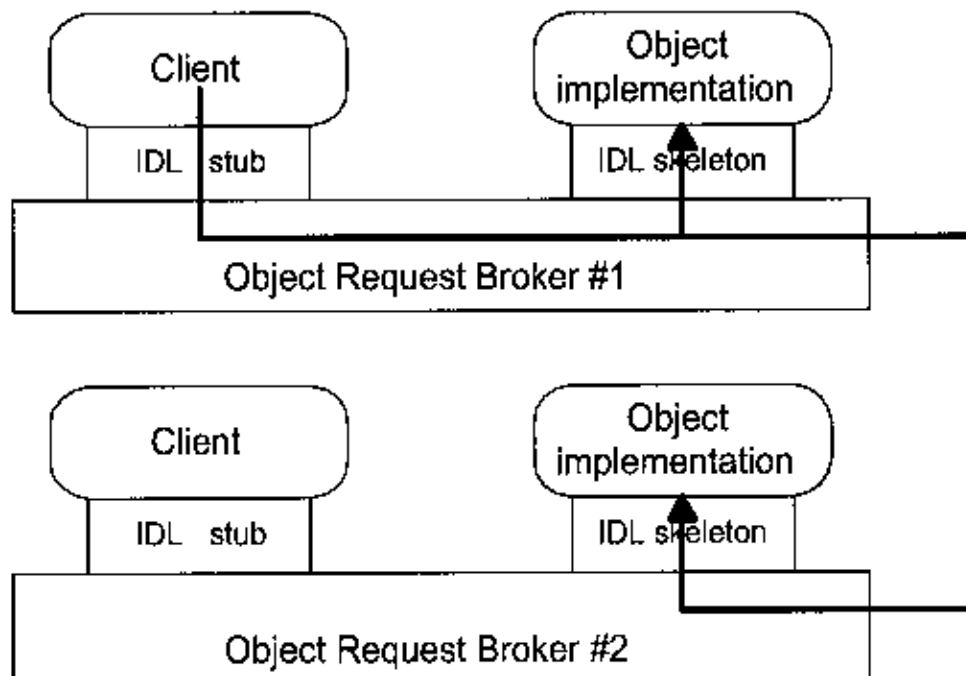 Client
Object
implementation
IDL stub
IDL skeleton
Object Request Broker #1
Client
Object
implementation
IDL stub
IDL skeleton
Object Request Broker #2